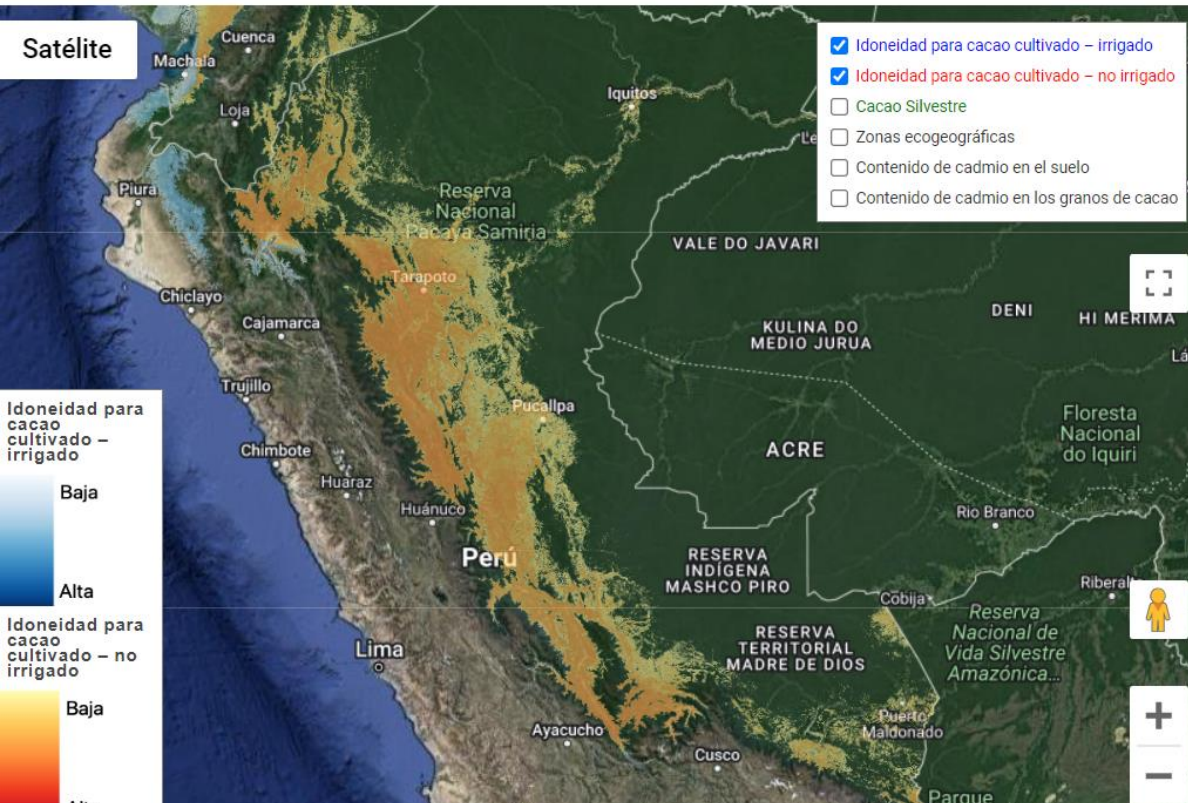 Satélite
Cuenca
Machala
Loja
Piura
Iquitos
Reserva
Nacional
Pacaya Samiria
Tarapoto
Chiclayo
Cajamarca
Trujillo
Chimbote
Huaraz
Huánuco
Pucallpa
Perú
Lima
Ayacucho
Cusco
VALE DO JAVARI
KULINA DO
MEDIO JURUA
DENI
HI MERIMA
Lá
ACRE
Floresta
Nacional
do Iquiri
Rio Branco
RESERVA
INDÍGENA
MASHCO PIRO
Cobija
Riberalta
Reserva
Nacional de
Vida Silvestre
Amazónica...
RESERVA
TERRITORIAL
MADRE DE DIOS
Puerto
Maldonado
Parque
Le
Idoneidad para cacao cultivado – irrigado
Idoneidad para cacao cultivado – no irrigado
Cacao Silvestre
Zonas ecogeográficas
Contenido de cadmio en el suelo
Contenido de cadmio en los granos de cacao
Idoneidad para
cacao
cultivado –
irrigado
Baja
Alta
Idoneidad para
cacao
cultivado – no
irrigado
Baja